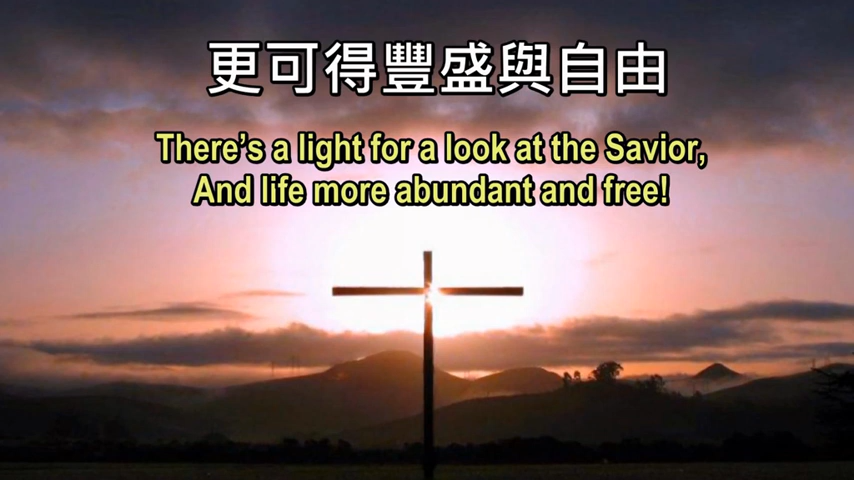 更可得豐盛與自由
There's a light for a look at the Savior,
And life more abundant and free!